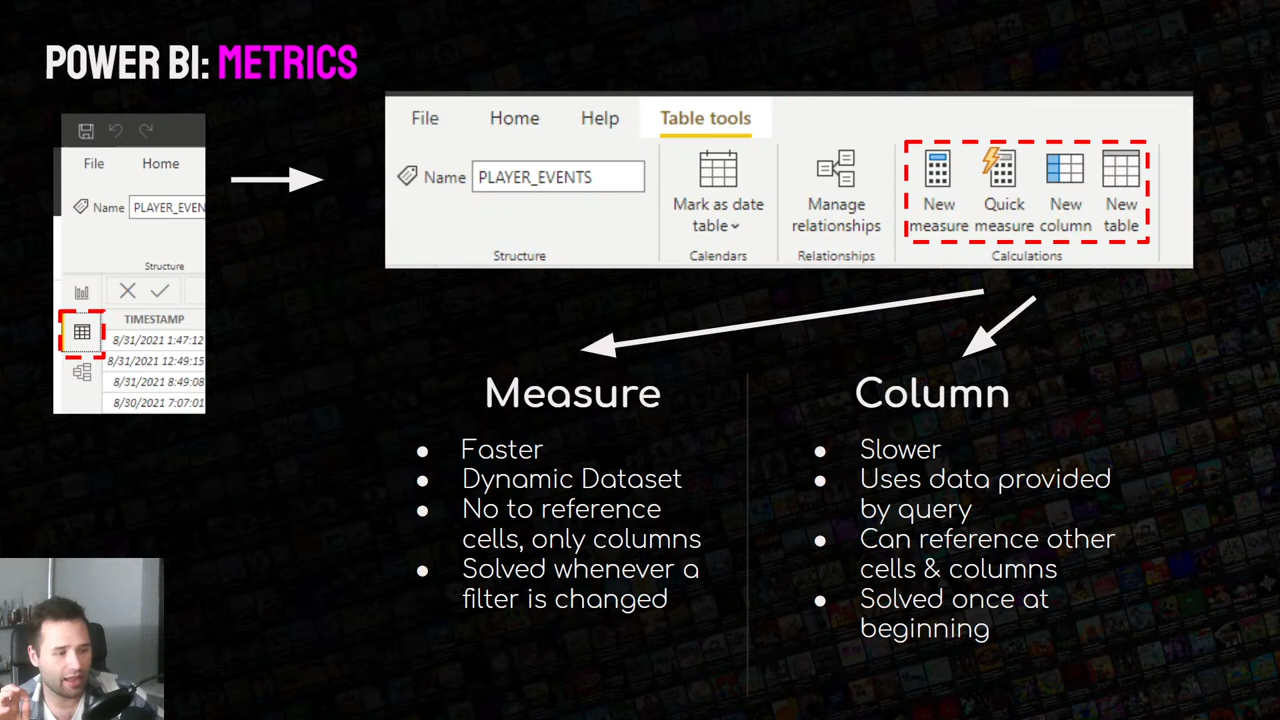 POWER BI: METRICS
File Home
Name PLAYER_EVEN
Structure
TIMESTAMP
8/31/2021 1:47:12
8/31/2021 12:49:15
8/31/2021 8:49:08
8/30/2021 7:07:01
File Home Help Table tools
Name PLAYER_EVENTS
Structure
Mark as date
table
Calendars
Manage
relationships
Relationships
New
measure
Quick
measure
New
column
New
table
Calculations
Measure
● Faster
● Dynamic Dataset
● No to reference
cells, only columns
● Solved whenever a
filter is changed
Column
● Slower
● Uses data provided
by query
● Can reference other
cells & columns
● Solved once at
beginning